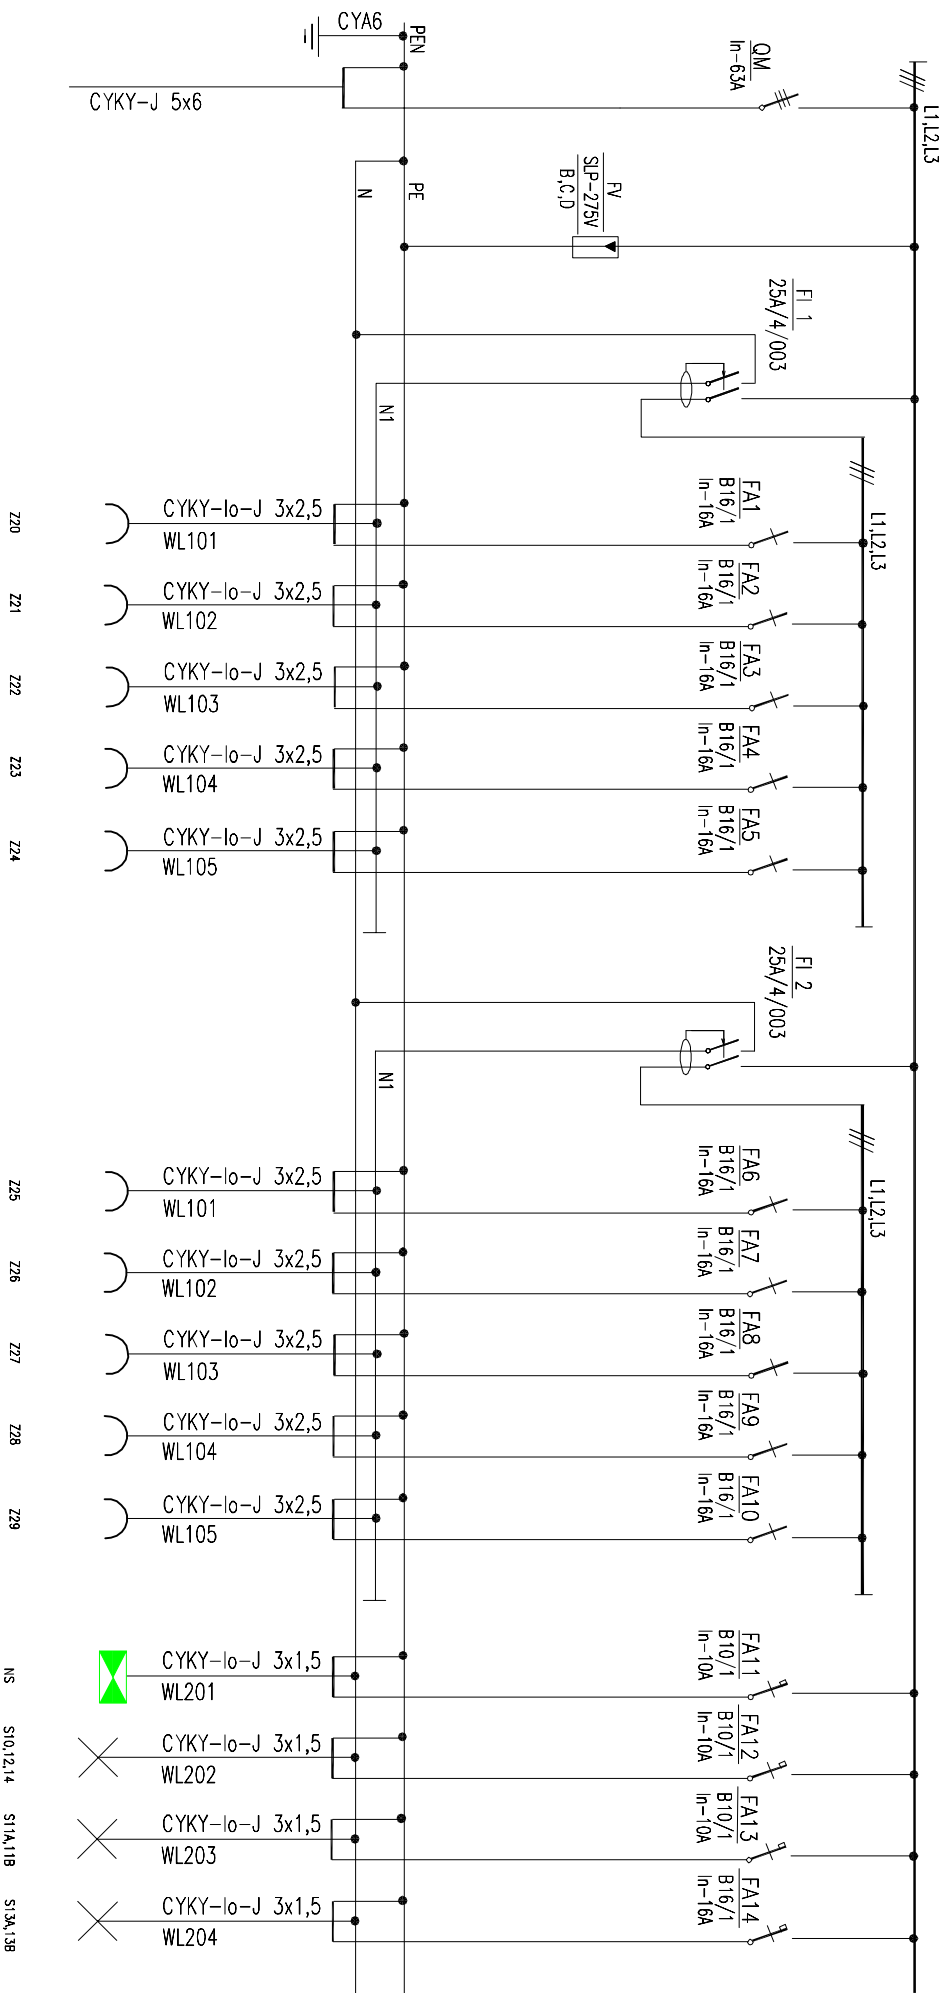 CYA6
PEN
QM
In-63A
L1,L2,L3
CYKY-J 5x6
N
PE
FV
SLP-275V
B,C,D
FI 1
25A/4/003
N1
L1,L2,L3
Z20
CYKY-lo-J 3x2,5
WL101
FA1
B16/1
In-16A
Z21
CYKY-lo-J 3x2,5
WL102
FA2
B16/1
In-16A
Z22
CYKY-lo-J 3x2,5
WL103
FA3
B16/1
In-16A
Z23
CYKY-lo-J 3x2,5
WL104
FA4
B16/1
In-16A
Z24
CYKY-lo-J 3x2,5
WL105
FA5
B16/1
In-16A
FI 2
25A/4/003
N1
L1,L2,L3
Z25
CYKY-lo-J 3x2,5
WL101
FA6
B16/1
In-16A
Z26
CYKY-lo-J 3x2,5
WL102
FA7
B16/1
In-16A
Z27
CYKY-lo-J 3x2,5
WL103
FA8
B16/1
In-16A
Z28
CYKY-lo-J 3x2,5
WL104
FA9
B16/1
In-16A
Z29
CYKY-lo-J 3x2,5
WL105
FA10
B16/1
In-16A
NS
CYKY-lo-J 3x1,5
WL201
FA11
B10/1
In-10A
S10,12,14
CYKY-lo-J 3x1,5
WL202
FA12
B10/1
In-10A
S11A,11B
CYKY-lo-J 3x1,5
WL203
FA13
B10/1
In-10A
S13A,13B
CYKY-lo-J 3x1,5
WL204
FA14
B16/1
In-16A